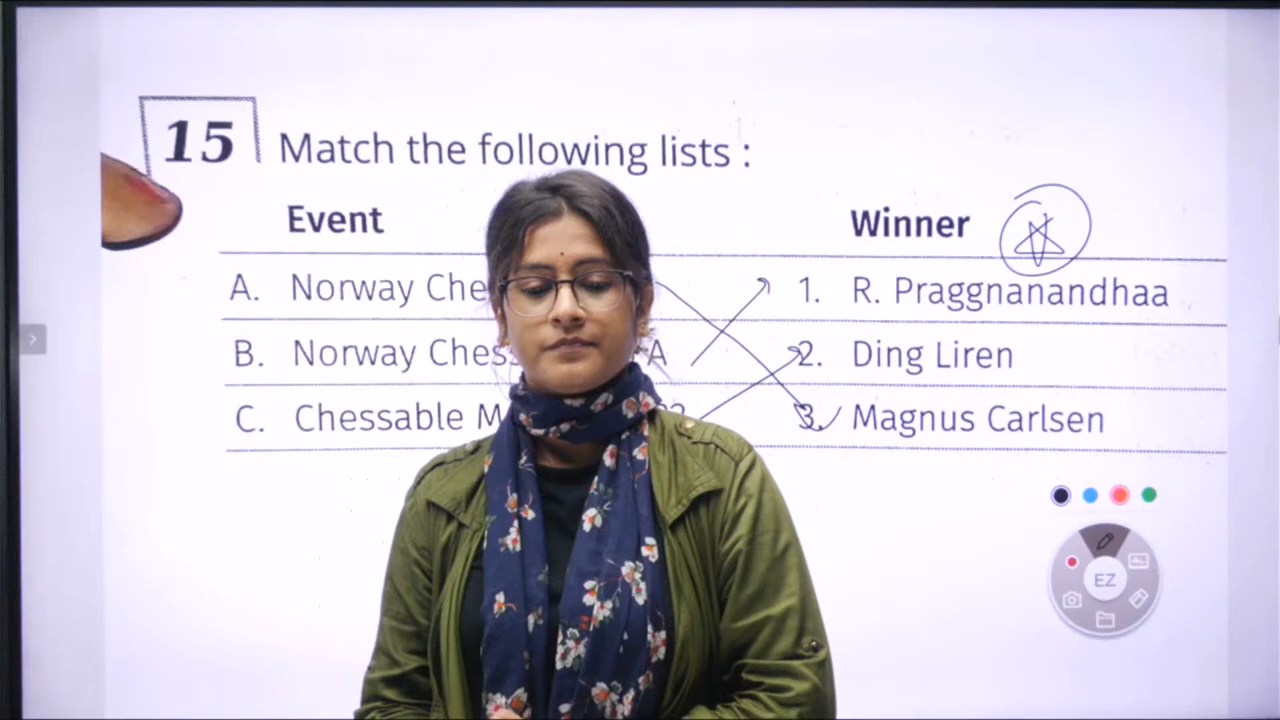 15 Match the following lists :
Event Winner
A. Norway Che 1. R. Praggnanandhaa
B. Norway Ches A 2. Ding Liren
C. Chessable M 3. Magnus Carlsen
EZ